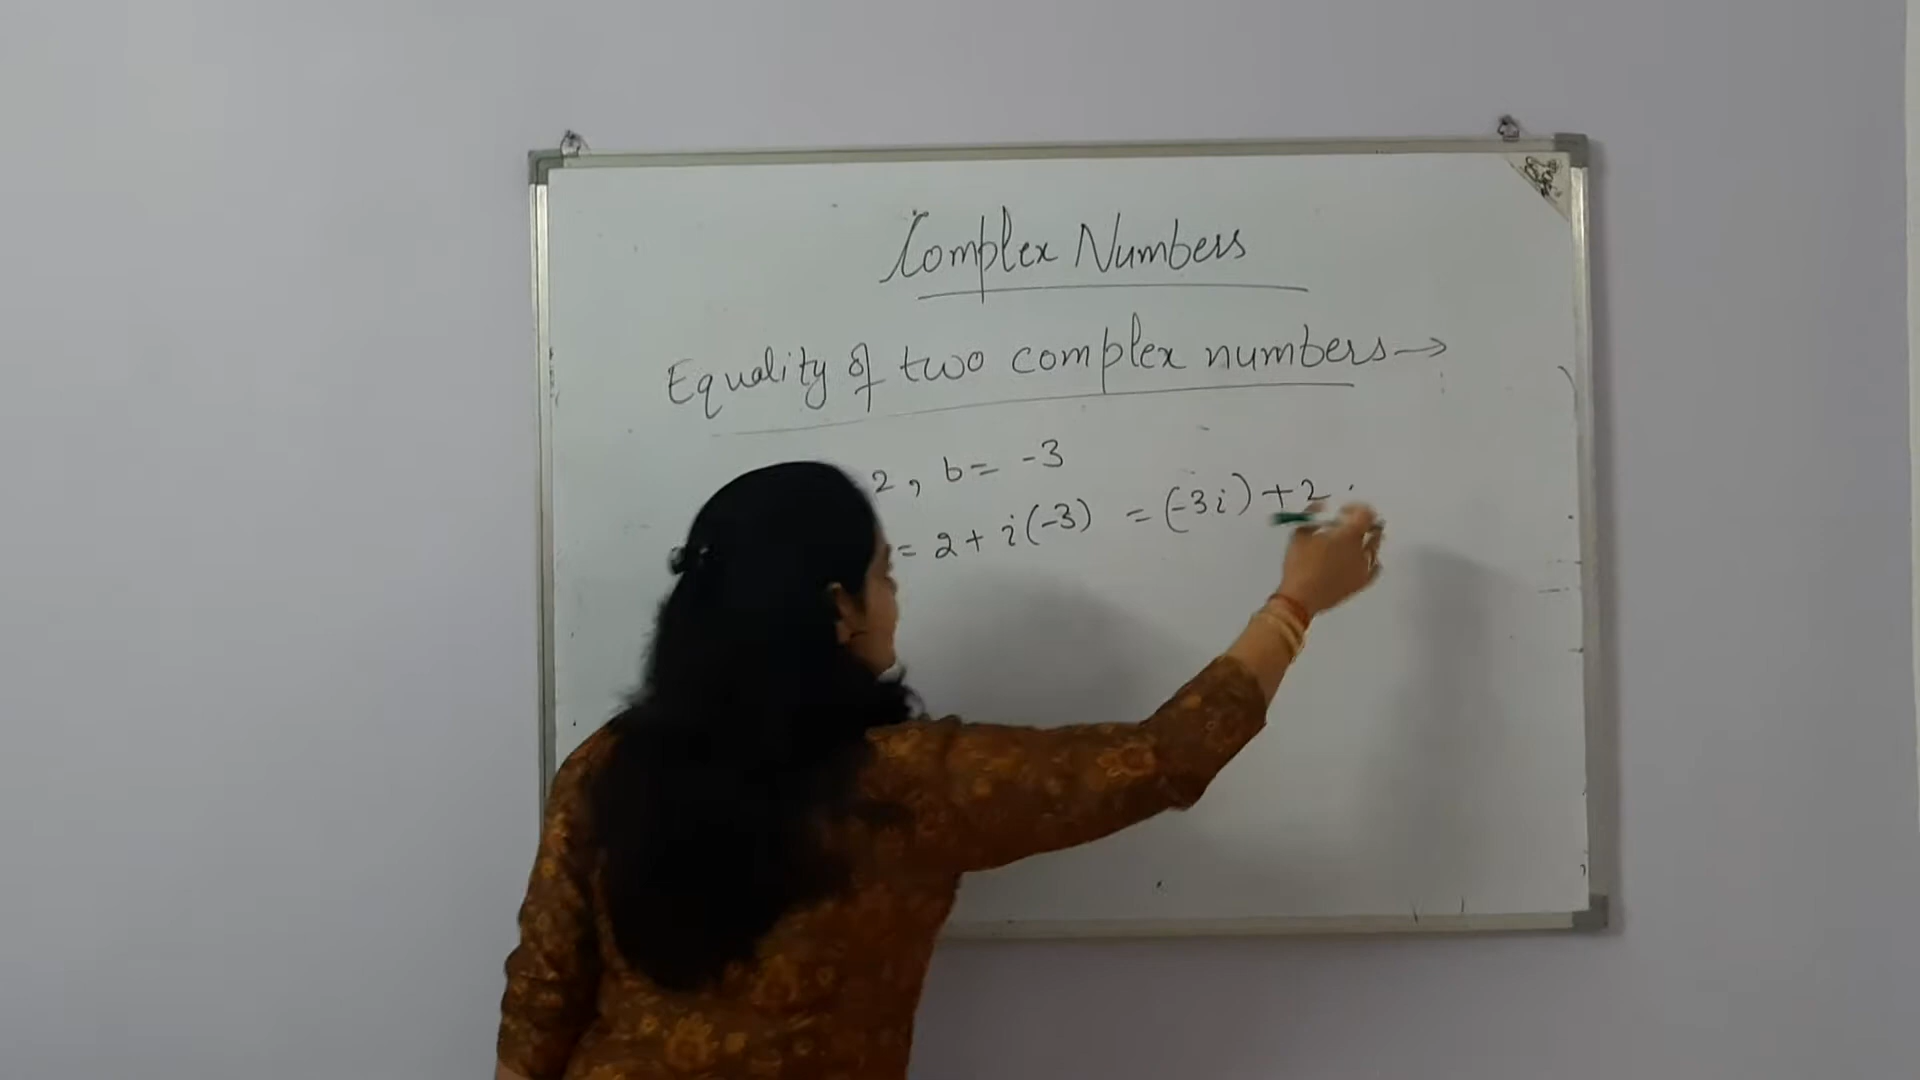 Complex Numbers
Equality of two complex numbers→
2, b= -3
= 2+ i(-3) = (-3i) +2